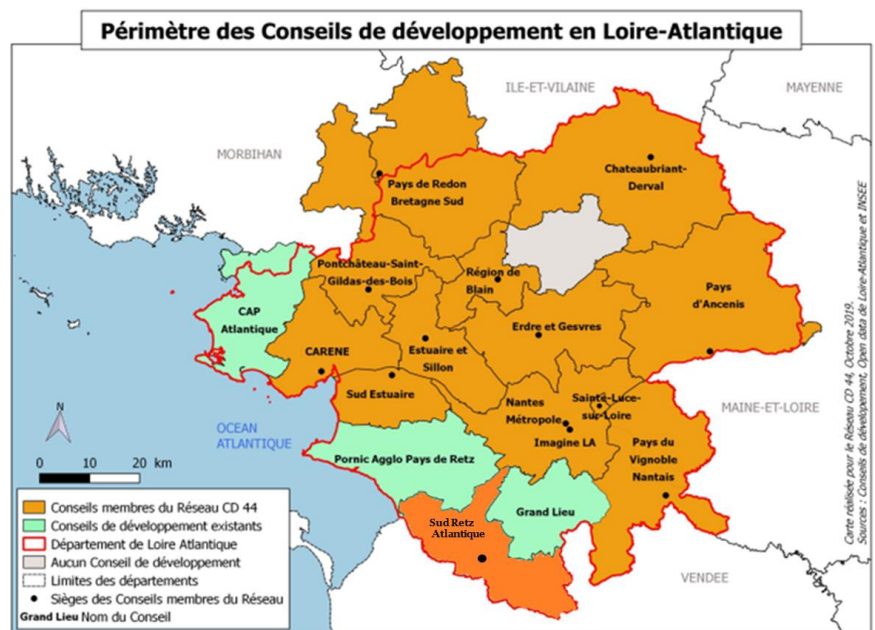 Périmètre des Conseils de développement en Loire-Atlantique
ILE-ET-VILAINE
MAYENNE
MORBIHAN
Chateaubriant-
Derval
Pays de Redon
Bretagne Sud
Pontchâteau-Saint-
Gildas-des-Bois
Région de
Blain
Pays
d'Ancenis
CAP
Atlantique
Erdre et Gesvres
CARENE
Estuaire et
Sillon
Sud Estuaire
Nantes
Métropole
Sainte-Luce-
sur-Loire
Imagine LA
MAINE-ET-LOIRE
OCEAN
ATLANTIQUE
Pays du
Vignoble
Nantais
Pornic Agglo Pays de Retz
Grand Lieu
Sud Retz
Atlantique
VENDEE
N
0 10 20 km
Conseils membres du Réseau CD 44
Conseils de développement existants
Département de Loire Atlantique
Aucun Conseil de développement
Limites des départements
Sièges des Conseils membres du Réseau
Grand Lieu Nom du Conseil
Carte réalisée pour le Réseau CD 44, Octobre 2019.
Sources : Conseils de développement, Open data de Loire-Atlantique et INSEE